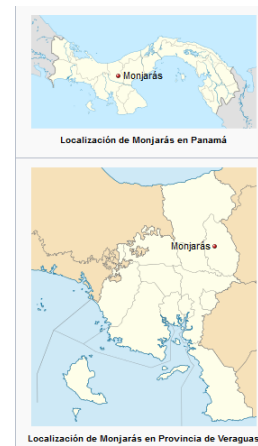 Monjarás
Localización de Monjarás en Panamá
Monjarás
Localización de Monjarás en Provincia de Veraguas